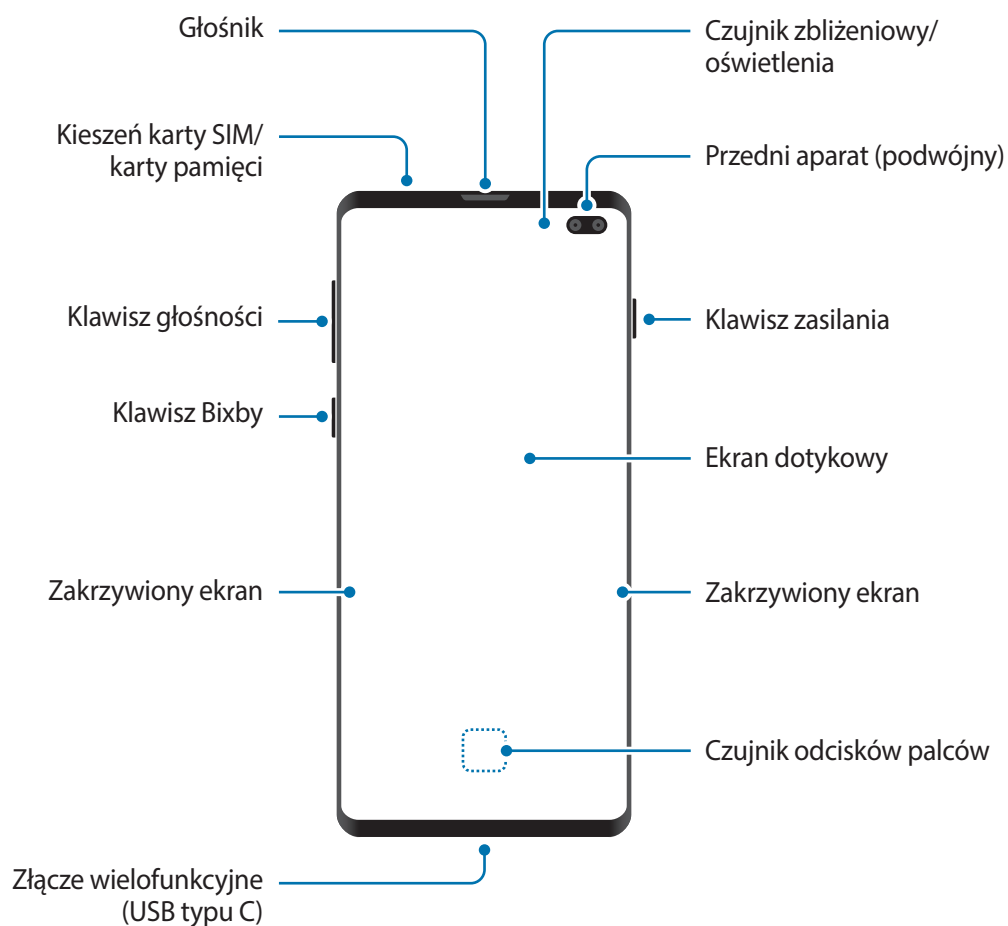 Głośnik
Kieszeń karty SIM/
karty pamięci
Klawisz głośności
Klawisz Bixby
Zakrzywiony ekran
Złącze wielofunkcyjne
(USB typu C)
Czujnik zbliżeniowy/
oświetlenia
Przedni aparat (podwójny)
Klawisz zasilania
Ekran dotykowy
Zakrzywiony ekran
Czujnik odcisków palców